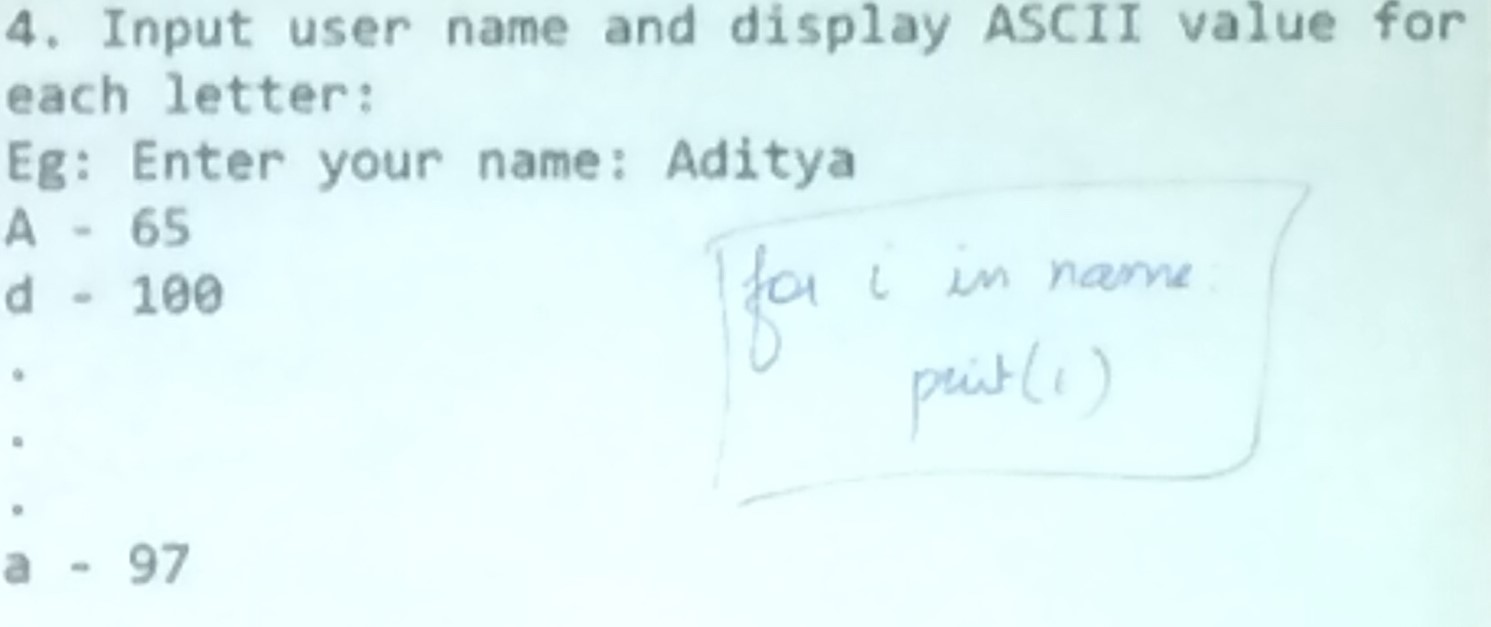 4. Input user name and display ASCII value for
each letter:
Eg: Enter your name: Aditya
A - 65
d - 100
for i in name:
print(i)
.
.
.
a - 97